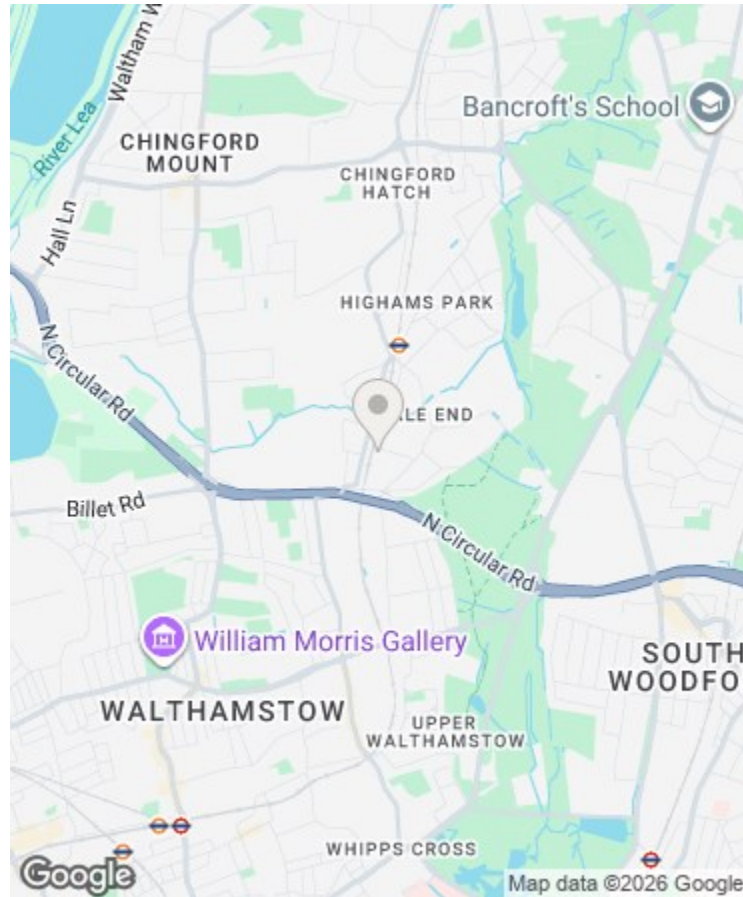 Waltham W
River Lea
Bancroft's School
CHINGFORD
MOUNT
CHINGFORD
HATCH
Hall Ln
HIGHAMS PARK
N Circular Rd
ALE END
Billet Rd
N Circular Rd
William Morris Gallery
SOUTH
WOODFO
WALTHAMSTOW
UPPER
WALTHAMSTOW
WHIPPS CROSS
Google
Map data ©2026 Google